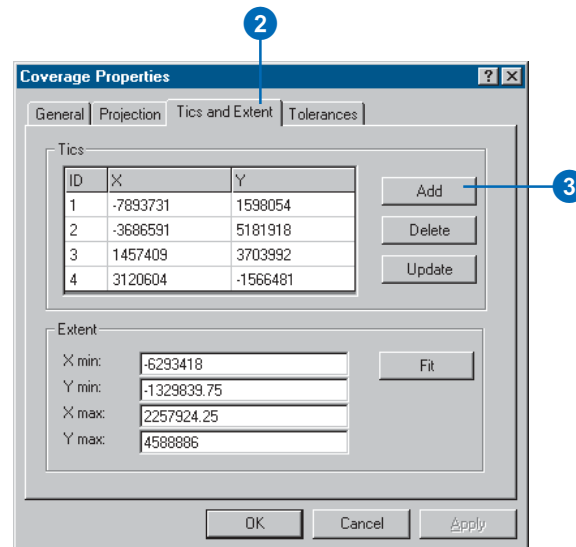 2
Coverage Properties
General Projection Tics and Extent Tolerances
Tics
ID X Y
1 -7893731 1598054
2 -3686591 5181918
3 1457409 3703992
4 3120604 -1566481
Add
3
Delete
Update
Extent
X min: -6293418
Y min: -1329839.75
X max: 2257924.25
Y max: 4588886
Fit
OK Cancel Apply